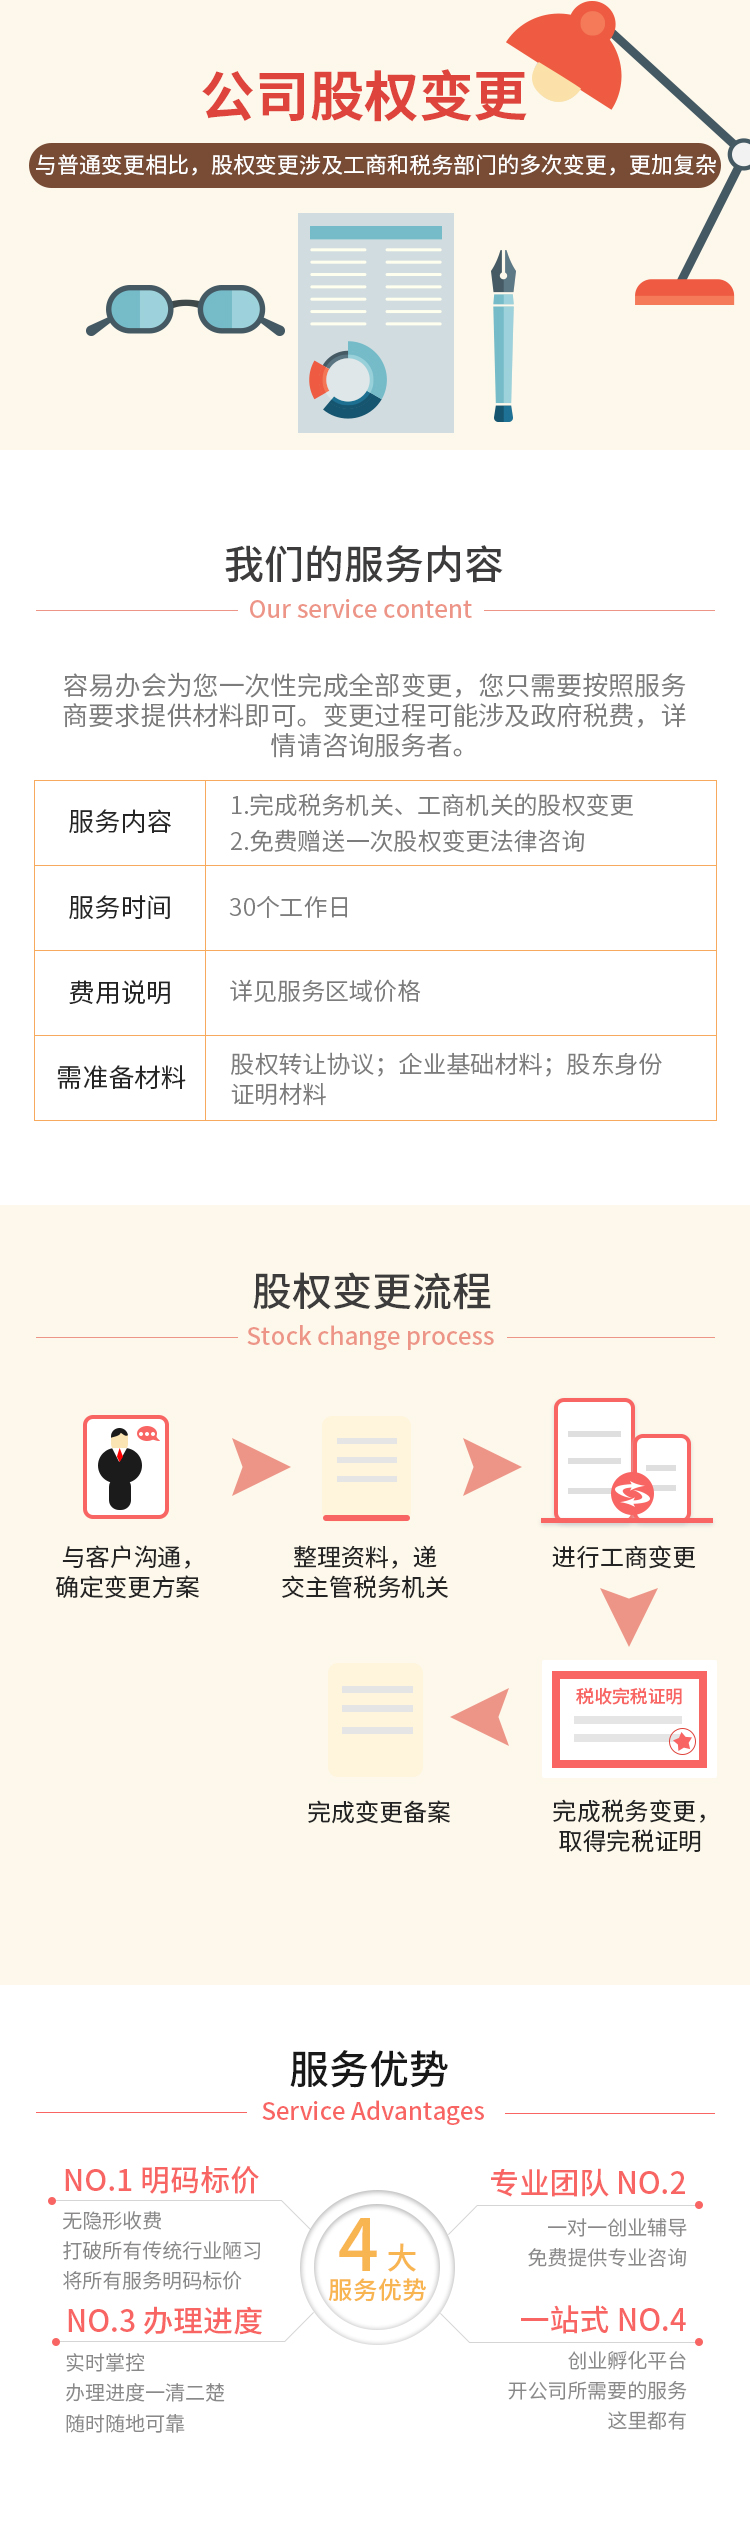 公司股权变更
与普通变更相比，股权变更涉及工商和税务部门的多次变更，更加复杂
我们的服务内容
Our service content
容易办会为您一次性完成全部变更，您只需要按照服务
商要求提供材料即可。变更过程可能涉及政府税费，详
情请咨询服务者。
服务内容
1.完成税务机关、工商机关的股权变更
2.免费赠送一次股权变更法律咨询
服务时间
30个工作日
费用说明
详见服务区域价格
需准备材料
股权转让协议；企业基础材料；股东身份
证明材料
股权变更流程
Stock change process
与客户沟通，
确定变更方案
整理资料，递
交主管税务机关
进行工商变更
税收完税证明
完成税务变更，
取得完税证明
完成变更备案
服务优势
Service Advantages
NO.1 明码标价
无隐形收费
打破所有传统行业陋习
将所有服务明码标价
专业团队 NO.2
一对一创业辅导
免费提供专业咨询
4 大
服务优势
NO.3 办理进度
实时掌控
办理进度一清二楚
随时随地可靠
一站式 NO.4
创业孵化平台
开公司所需要的服务
这里都有